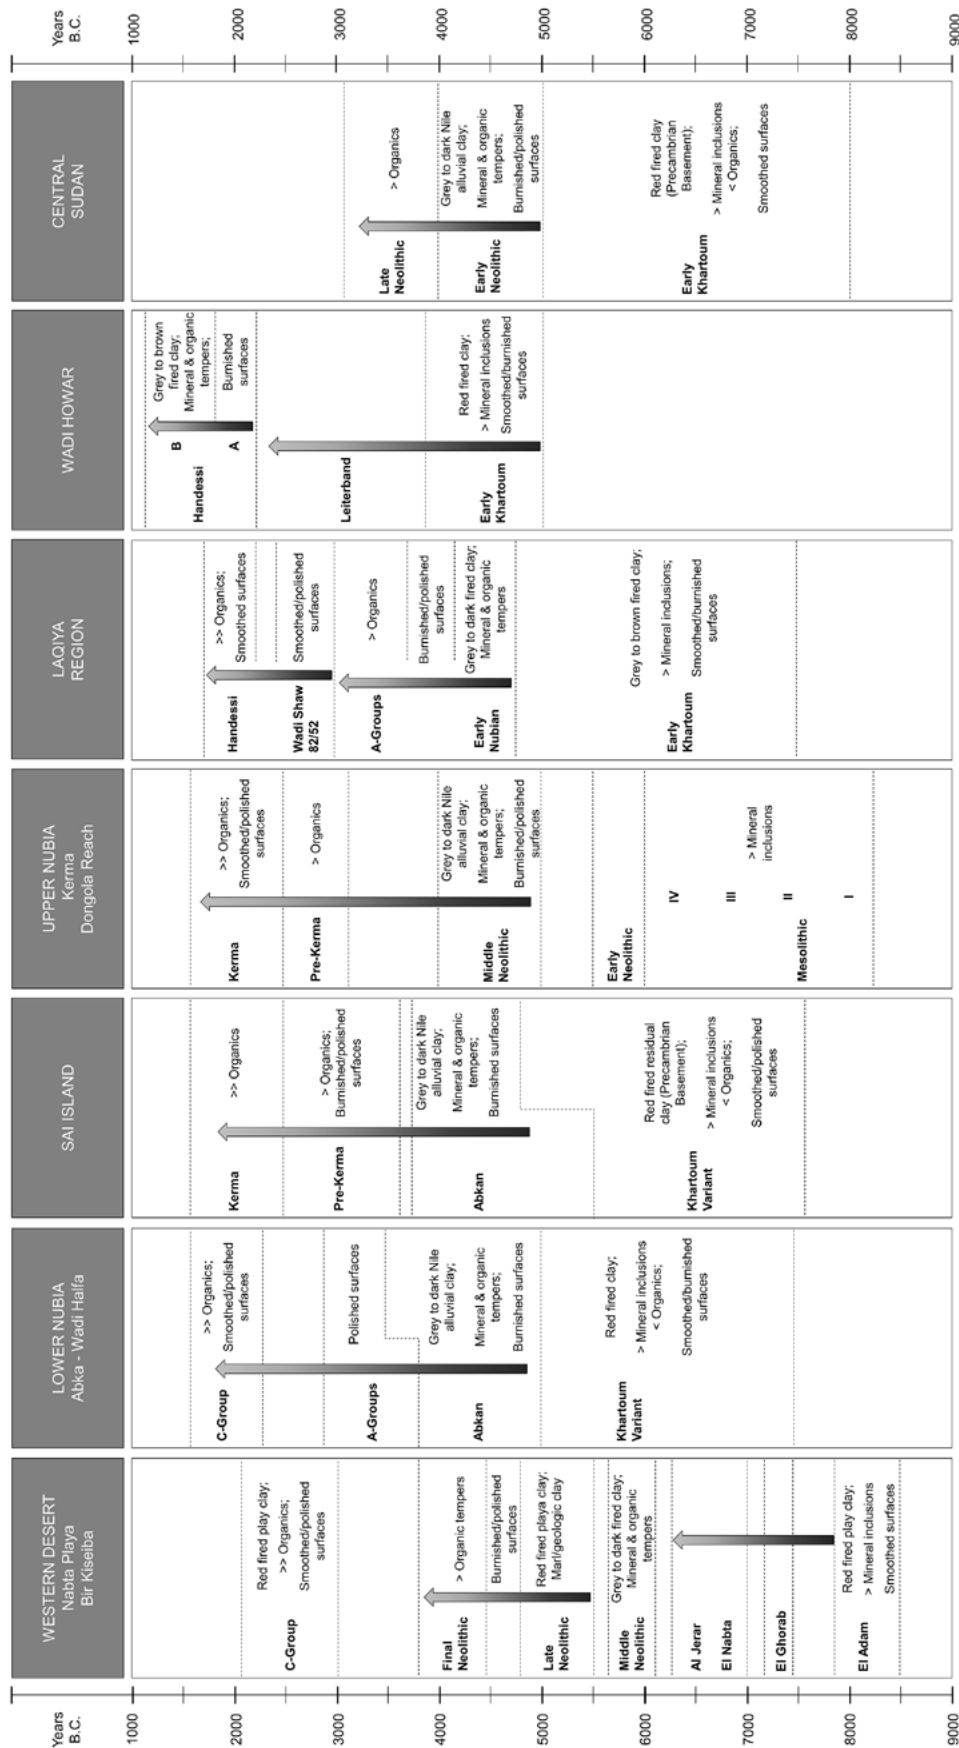 Years
B.C.
1000
2000
3000
4000
5000
6000
7000
8000
9000
WESTERN DESERT
Nabta Playa
Bir Kiseiba
C-Group
Red fired play clay;
>> Organics;
Smoothed/polished
surfaces
Final
Neolithic
> Organic tempers
Burnished/polished
surfaces
Late
Neolithic
Red fired playa clay;
Marl/geologic clay
Middle
Neolithic
Grey to dark fired clay;
Mineral & organic
tempers
Al Jerar
El Nabta
El Ghorab
El Adam
Red fired play clay;
> Mineral inclusions
Smoothed surfaces
LOWER NUBIA
Abka - Wadi Halfa
C-Group
>> Organics;
Smoothed/polished
surfaces
A-Groups
Polished surfaces
Abkan
Grey to dark Nile
alluvial clay;
Mineral & organic
tempers;
Burnished surfaces
Khartoum
Variant
Red fired clay;
> Mineral inclusions
< Organics;
Smoothed/burnished
surfaces
SAI ISLAND
Kerma
>> Organics
Pre-Kerma
> Organics;
Burnished/polished
surfaces
Abkan
Grey to dark Nile
alluvial clay;
Mineral & organic
tempers;
Burnished surfaces
Khartoum
Variant
Red fired residual
clay (Precambrian
Basement);
> Mineral inclusions
< Organics;
Smoothed/polished
surfaces
UPPER NUBIA
Kerma
Dongola Reach
Kerma
>> Organics;
Smoothed/polished
surfaces
Pre-Kerma
> Organics
Middle
Neolithic
Grey to dark Nile
alluvial clay;
Mineral & organic
tempers;
Burnished/polished
surfaces
Early
Neolithic
Mesolithic
IV
III
II
I
> Mineral
inclusions
LAQIYA
REGION
Handessi
>> Organics;
Smoothed surfaces
Wadi Shaw
82/52
Smoothed/polished
surfaces
A-Groups
> Organics
Burnished/polished
surfaces
Early
Nubian
Grey to dark fired clay;
Mineral & organic
tempers
Early
Khartoum
Grey to brown fired clay;
> Mineral inclusions;
Smoothed/burnished
surfaces
WADI HOWAR
Handessi
B
A
Grey to brown
fired clay;
Mineral & organic
tempers;
Burnished
surfaces
Leiterband
Early
Khartoum
Red fired clay;
> Mineral inclusions
Smoothed/burnished
surfaces
CENTRAL
SUDAN
Late
Neolithic
> Organics
Early
Neolithic
Grey to dark Nile
alluvial clay;
Mineral & organic
tempers;
Burnished/polished
surfaces
Early
Khartoum
Red fired clay
(Precambrian
Basement);
> Mineral inclusions
< Organics;
Smoothed surfaces
Years
B.C.
1000
2000
3000
4000
5000
6000
7000
8000
9000